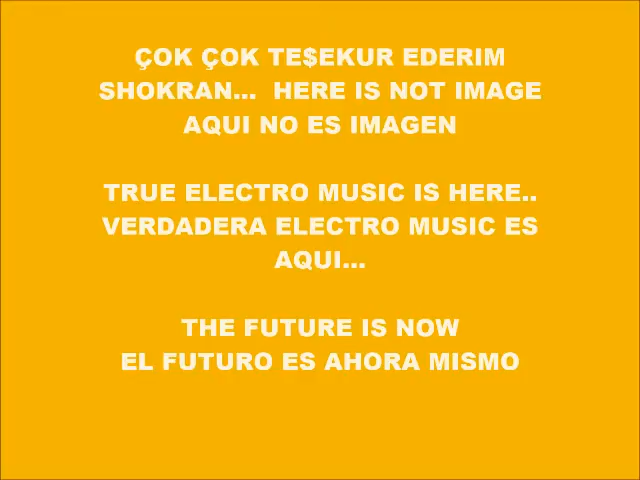 ÇOK ÇOK TE$EKUR EDERIM
SHOKRAN... HERE IS NOT IMAGE
AQUI NO ES IMAGEN
TRUE ELECTRO MUSIC IS HERE..
VERDADERA ELECTRO MUSIC ES
AQUI...
THE FUTURE IS NOW
EL FUTURO ES AHORA MISMO